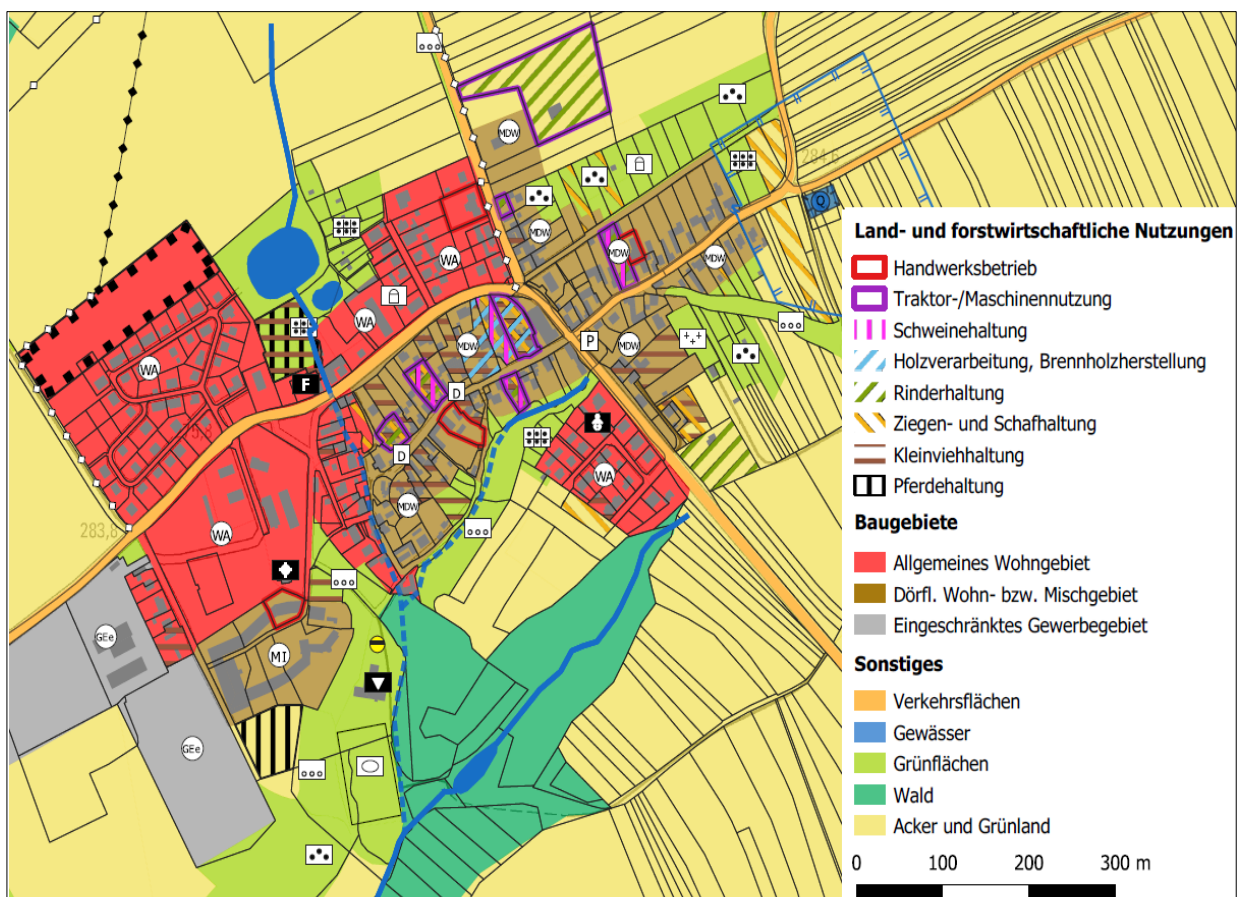 MDW
284,6
Q
MDW
WA
MDW
MDW
WA
MDW
P
MDW
WA
F
D
D
WA
MDW
WA
283,8
GEe
MI
GEe
Land- und forstwirtschaftliche Nutzungen
Handwerksbetrieb
Traktor-/Maschinennutzung
Schweinehaltung
Holzverarbeitung, Brennholzherstellung
Rinderhaltung
Ziegen- und Schafhaltung
Kleinviehhaltung
Pferdehaltung
Baugebiete
Allgemeines Wohngebiet
Dörfl. Wohn- bzw. Mischgebiet
Eingeschränktes Gewerbegebiet
Sonstiges
Verkehrsflächen
Gewässer
Grünflächen
Wald
Acker und Grünland
0 100 200 300 m